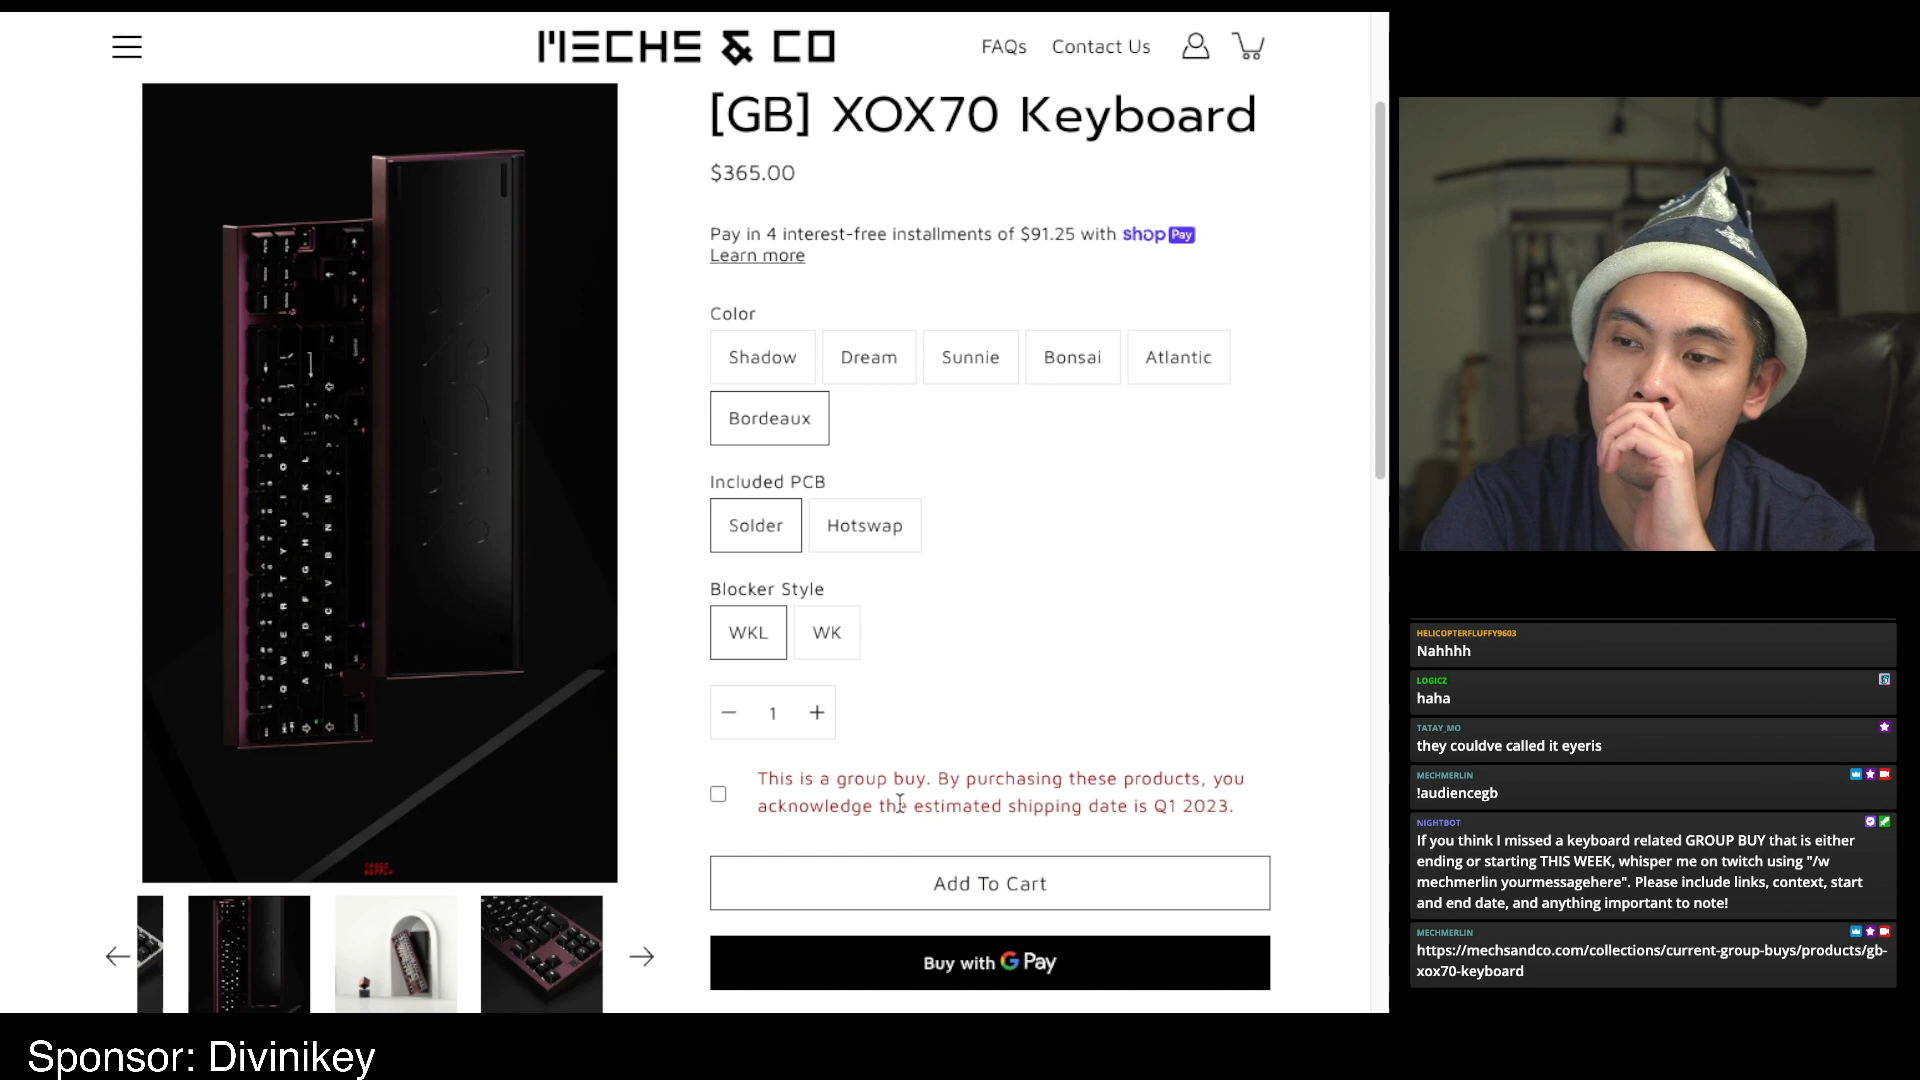 MECHS & CO
FAQs Contact Us
[GB] XOX70 Keyboard
$365.00
Pay in 4 interest-free installments of $91.25 with shop Pay
Learn more
Color
Shadow Dream Sunnie Bonsai Atlantic
Bordeaux
Included PCB
Solder Hotswap
Blocker Style
WKL WK
− 1 +
This is a group buy. By purchasing these products, you
acknowledge the estimated shipping date is Q1 2023.
Add To Cart
Buy with G Pay
HELICOPTERFLUFFY9603
Nahhhh
LOGICZ
haha
TATAY_MO
they couldve called it eyeris
MECHMERLIN
!audiencegb
NIGHTBOT
If you think I missed a keyboard related GROUP BUY that is either
ending or starting THIS WEEK, whisper me on twitch using "/w
mechmerlin yourmessagehere". Please include links, context, start
and end date, and anything important to note!
MECHMERLIN
https://mechsandco.com/collections/current-group-buys/products/gb-
xox70-keyboard
Sponsor: Divinikey